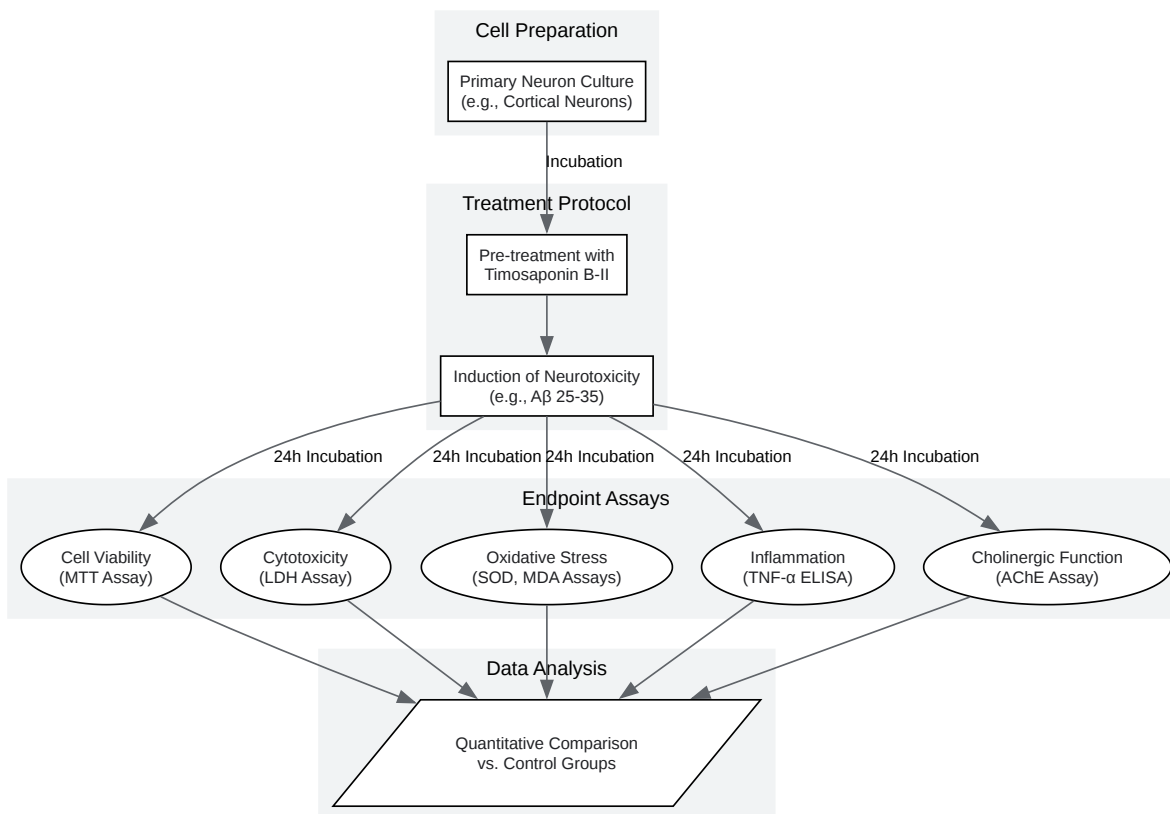 Cell Preparation
Primary Neuron Culture
(e.g., Cortical Neurons)
Incubation
Treatment Protocol
Pre-treatment with
Timosaponin B-II
Induction of Neurotoxicity
(e.g., Aβ 25-35)
24h Incubation
24h Incubation
24h Incubation
24h Incubation
24h Incubation
Endpoint Assays
Cell Viability
(MTT Assay)
Cytotoxicity
(LDH Assay)
Oxidative Stress
(SOD, MDA Assays)
Inflammation
(TNF-α ELISA)
Cholinergic Function
(AChE Assay)
Data Analysis
Quantitative Comparison
vs. Control Groups